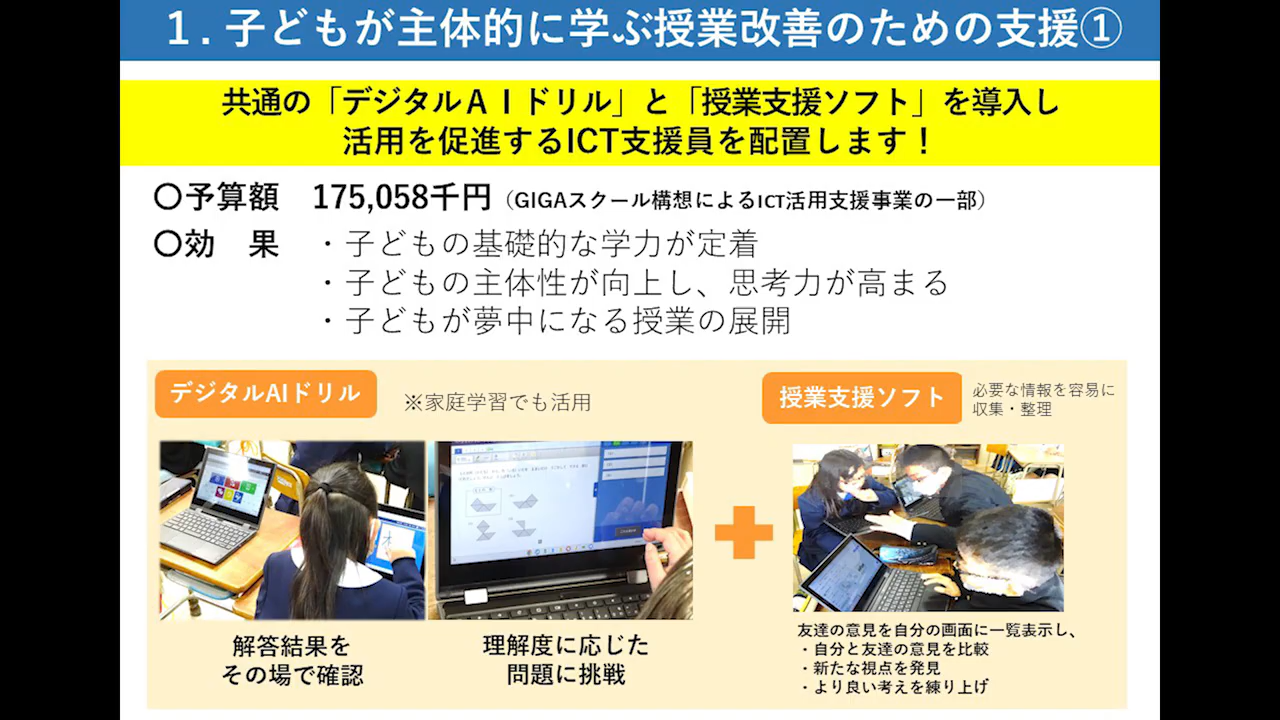 １．子どもが主体的に学ぶ授業改善のための支援①
共通の「デジタルＡＩドリル」と「授業支援ソフト」を導入し
活用を促進するICT支援員を配置します！
〇予算額　175,058千円（GIGAスクール構想によるICT活用支援事業の一部）
〇効　果　・子どもの基礎的な学力が定着
・子どもの主体性が向上し、思考力が高まる
・子どもが夢中になる授業の展開
デジタルAIドリル
※家庭学習でも活用
解答結果を
その場で確認
理解度に応じた
問題に挑戦
授業支援ソフト
必要な情報を容易に
収集・整理
友達の意見を自分の画面に一覧表示し、
・自分と友達の意見を比較
・新たな視点を発見
・より良い考えを練り上げ